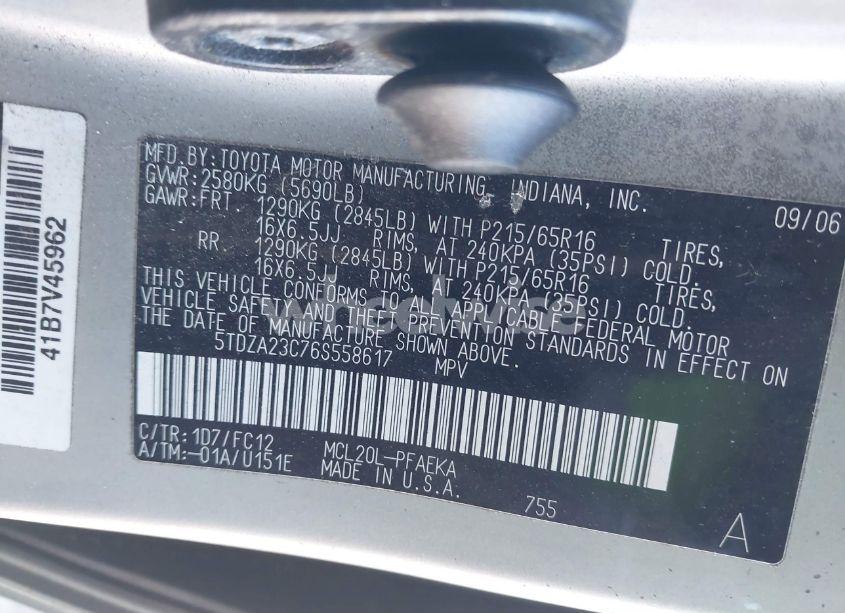 41B7V45962
MFD.BY:TOYOTA MOTOR MANUFACTURING, INDIANA, INC. 09/06
GVWR:2580KG (5690LB)
GAWR:FRT. 1290KG (2845LB) WITH P215/65R16 TIRES,
16X6.5JJ RIMS, AT 240KPA (35PSI) COLD.
RR 1290KG (2845LB) WITH P215/65R16 TIRES,
16X6.5JJ RIMS, AT 240KPA (35PSI) COLD.
THIS VEHICLE CONFORMS TO ALL APPLICABLE FEDERAL MOTOR
VEHICLE SAFETY AND THEFT PREVENTION STANDARDS IN EFFECT ON
THE DATE OF MANUFACTURE SHOWN ABOVE.
5TDZA23C76S558617 MPV
C/TR:1D7/FC12 MCL20L-PFAEKA
A/TM:-01A/U151E MADE IN U.S.A.
755 A
wheelwise